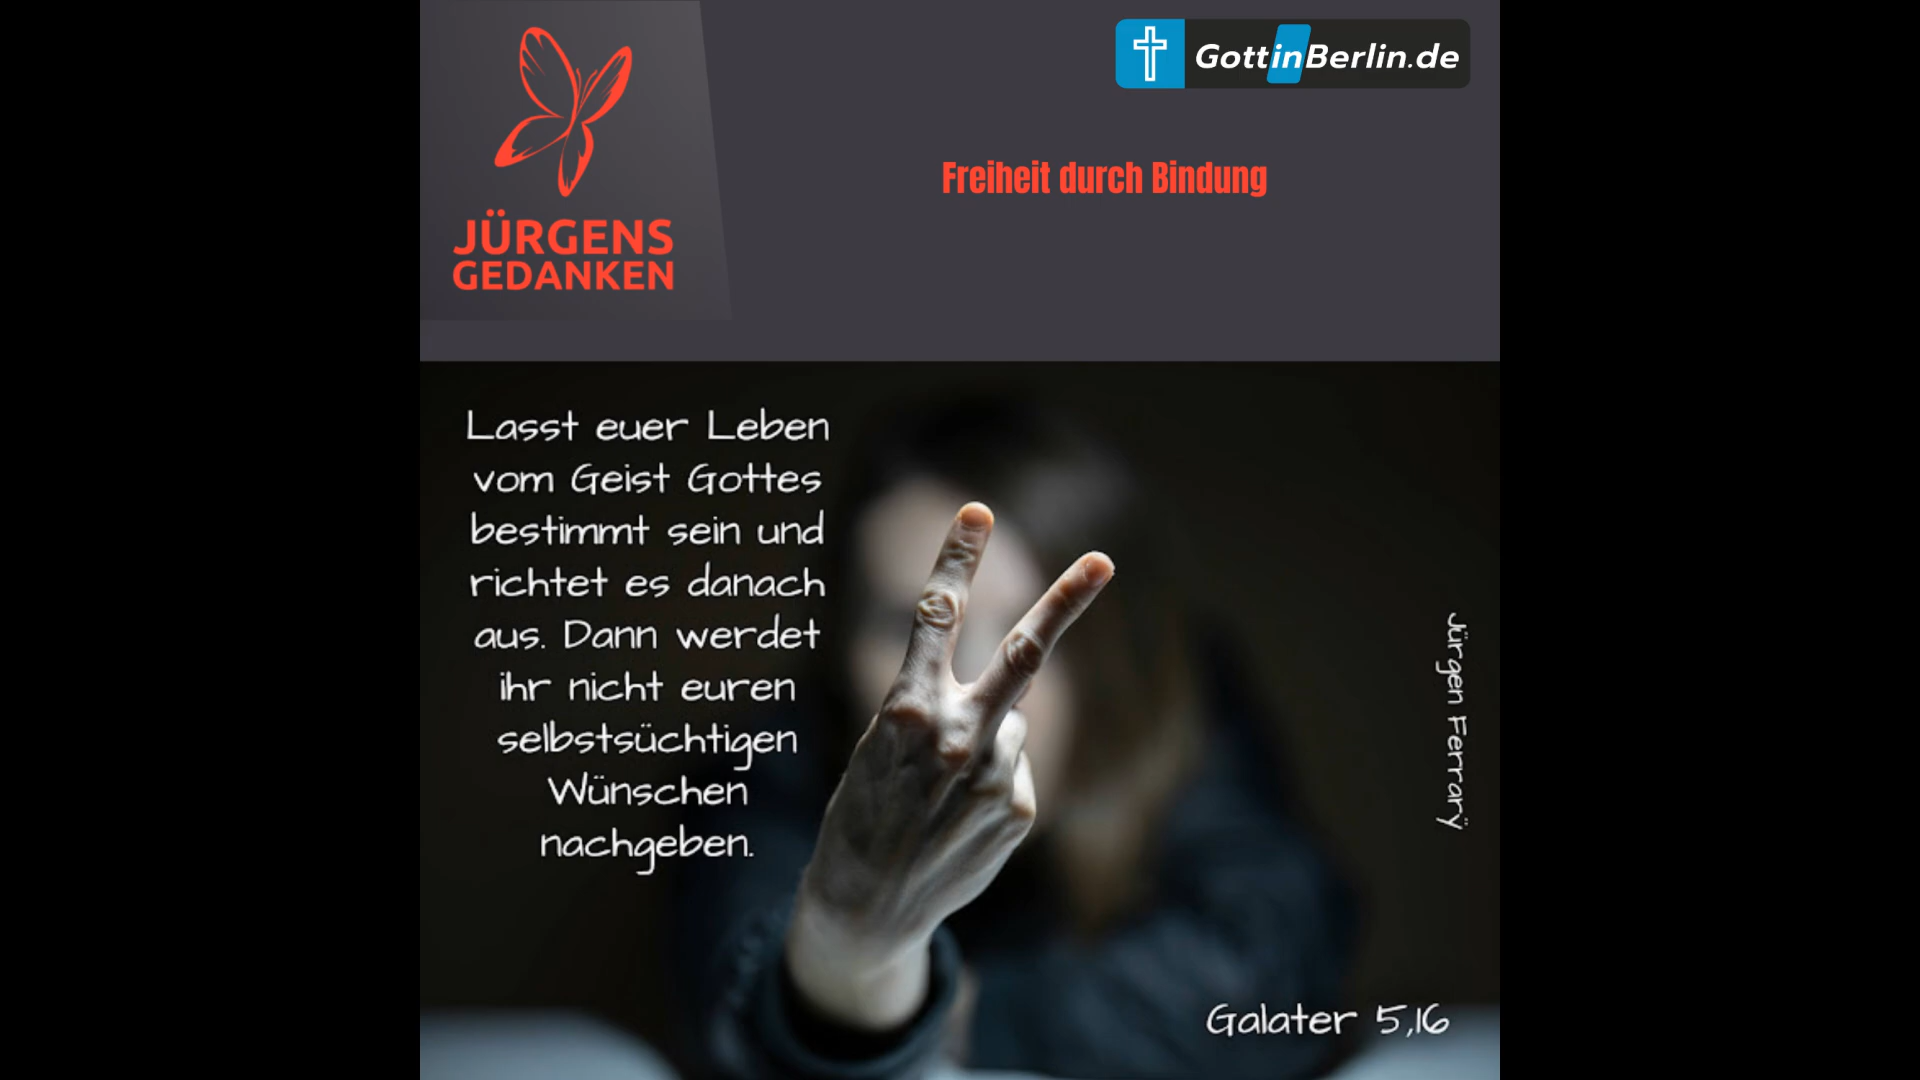 GottinBerlin.de
Freiheit durch Bindung
JÜRGENS
GEDANKEN
Lasst euer Leben
vom Geist Gottes
bestimmt sein und
richtet es danach
aus. Dann werdet
ihr nicht euren
selbstsüchtigen
Wünschen
nachgeben.
Jürgen Ferrarÿ
Galater 5,16